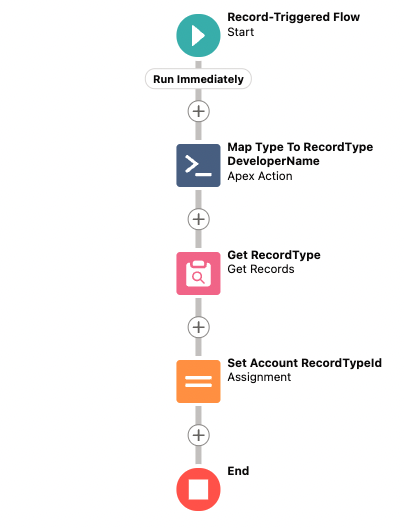 Record-Triggered Flow
Start
Run Immediately
Map Type To RecordType
DeveloperName
Apex Action
Get RecordType
Get Records
Set Account RecordTypeId
Assignment
End